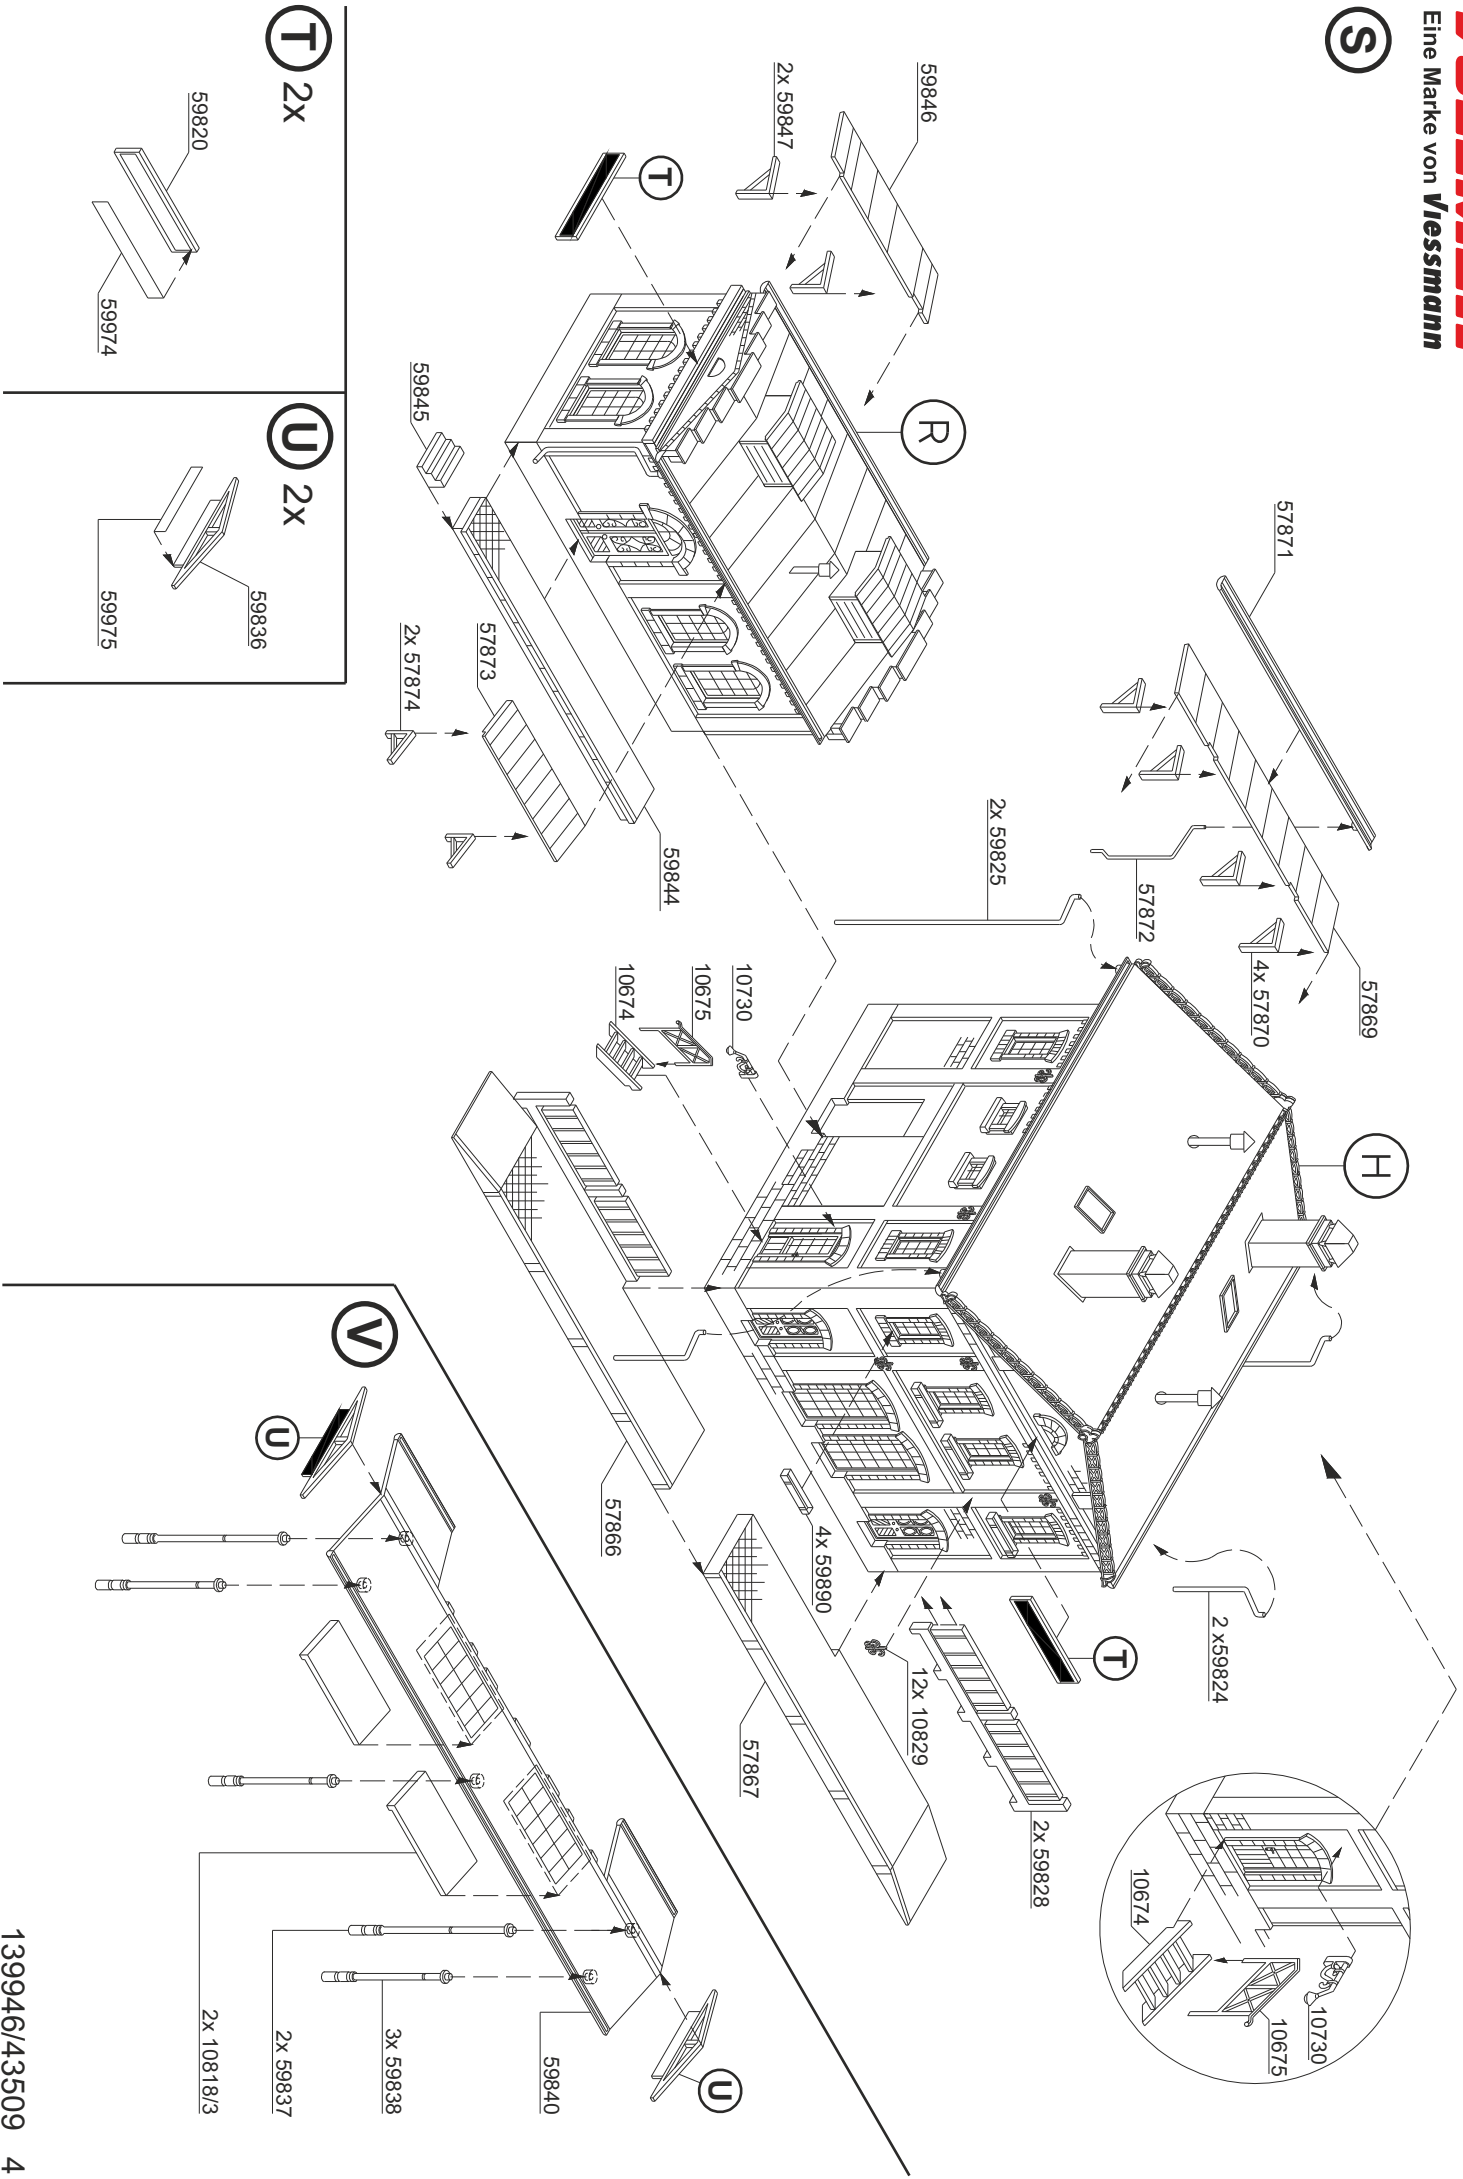 Eine Marke von Viessmann
S
59846
2x 59847
T
R
57871
57869
4x 57870
57872
2x 59825
59845
57873
2x 57874
59844
H
10730
10675
10674
57866
4x 59890
57867
12x 10829
2x 59828
T
2 x59824
10674
10675
10730
T 2x
59820
59974
U 2x
59836
59975
V
U
U
59840
3x 59838
2x 59837
2x 10818/3
139946/43509 4